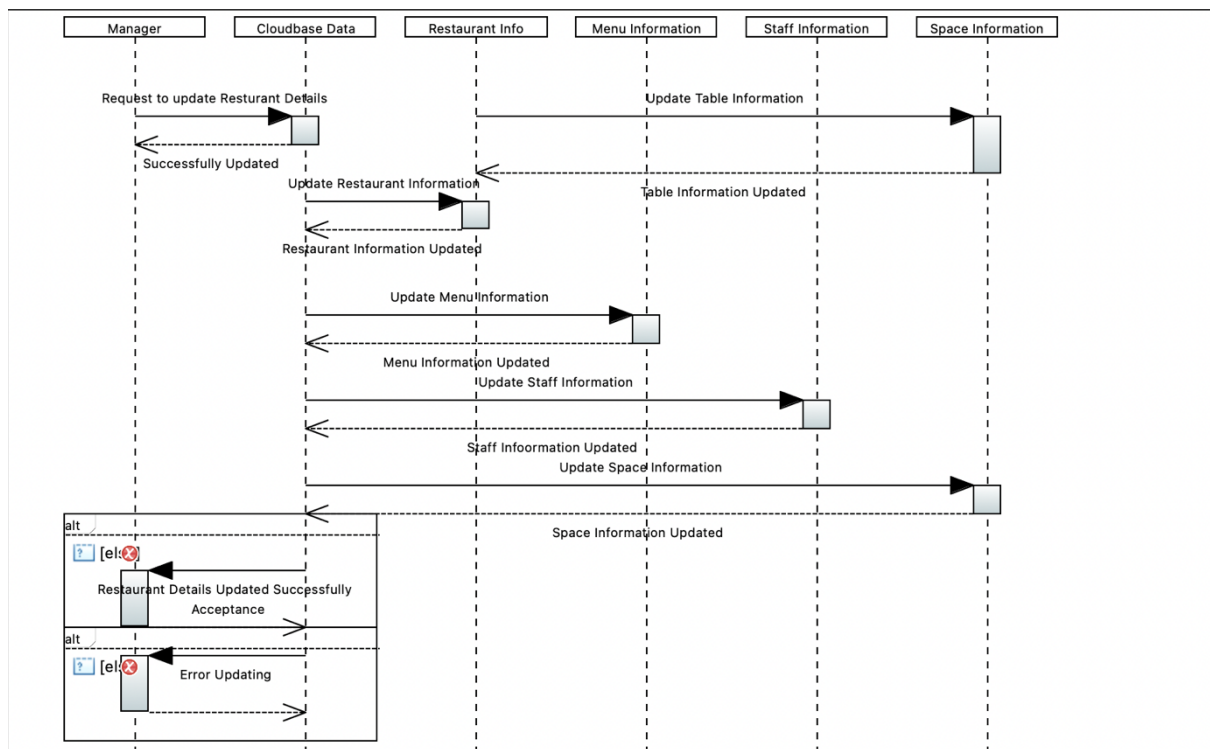 Manager
Cloudbase Data
Restaurant Info
Menu Information
Staff Information
Space Information
Request to update Resturant Details
Update Table Information
Successfully Updated
Update Restaurant Information
Table Information Updated
Restaurant Information Updated
Update Menu Information
Menu Information Updated
Update Staff Information
Staff Infoormation Updated
Update Space Information
Space Information Updated
alt
Restaurant Details Updated Successfully
Acceptance
alt
Error Updating